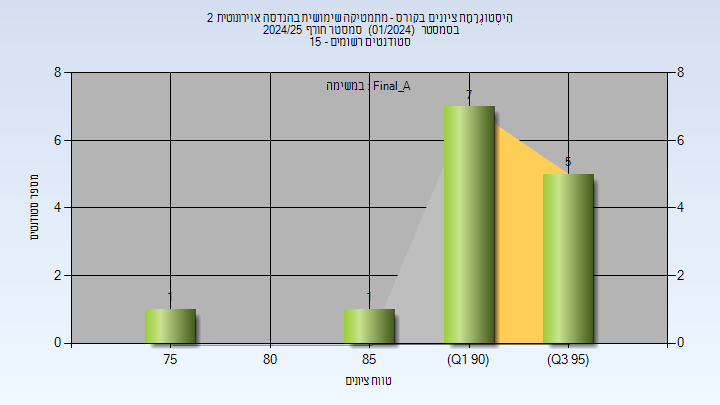 היסטוגרמת ציונים בקורס - מתמטיקה שימושית בהנדסה אוירונוטית 2
בסמסטר (01/2024) סמסטר חורף 2024/25
סטודנטים רשומים - 15
במשימה : Final_A
8 8
7
6 6
5
4 4
2 2
1 1
0 0
75 80 85 (Q1 90) (Q3 95)
מספר סטודנטים
טווח ציונים